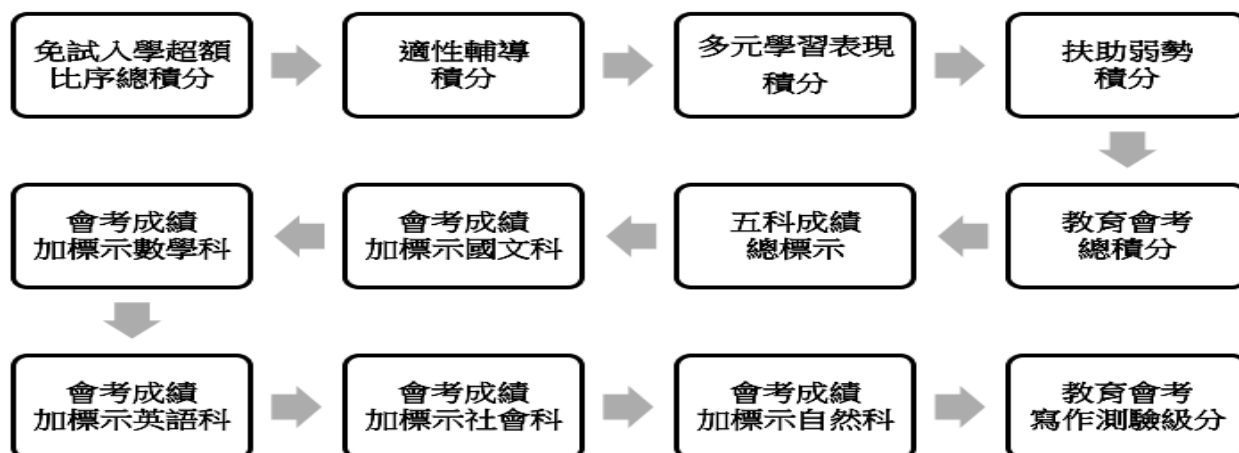 免試入學超額
比序總積分
適性輔導
積分
多元學習表現
積分
扶助弱勢
積分
教育會考
總積分
五科成績
總標示
會考成績
加標示國文科
會考成績
加標示數學科
會考成績
加標示英語科
會考成績
加標示社會科
會考成績
加標示自然科
教育會考
寫作測驗級分